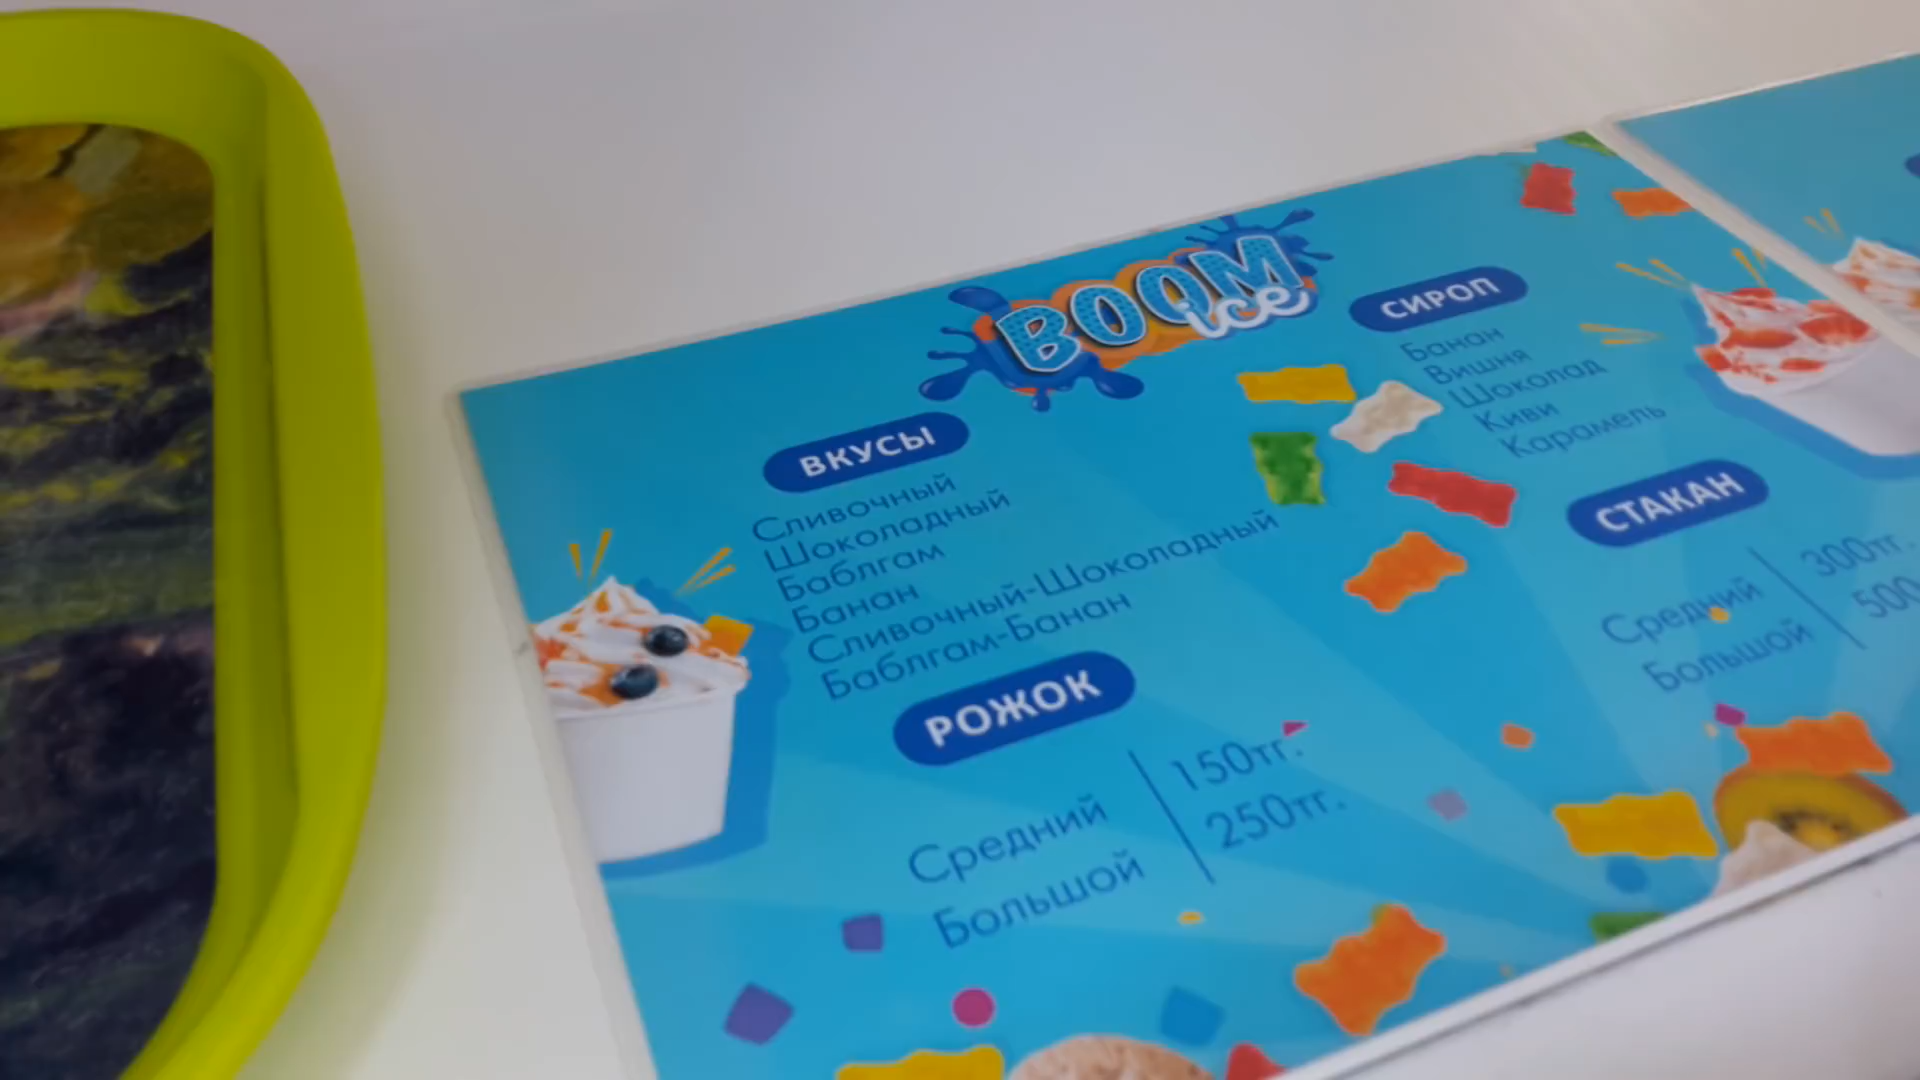 BOOM
ice
ВКУСЫ
Сливочный
Шоколадный
Баблгам
Банан
Сливочный-Шоколадный
Баблгам-Банан
РОЖОК
Средний 150тг.
Большой 250тг.
СИРОП
Банан
Вишня
Шоколад
Киви
Карамель
СТАКАН
Средний 300тг.
Большой 500